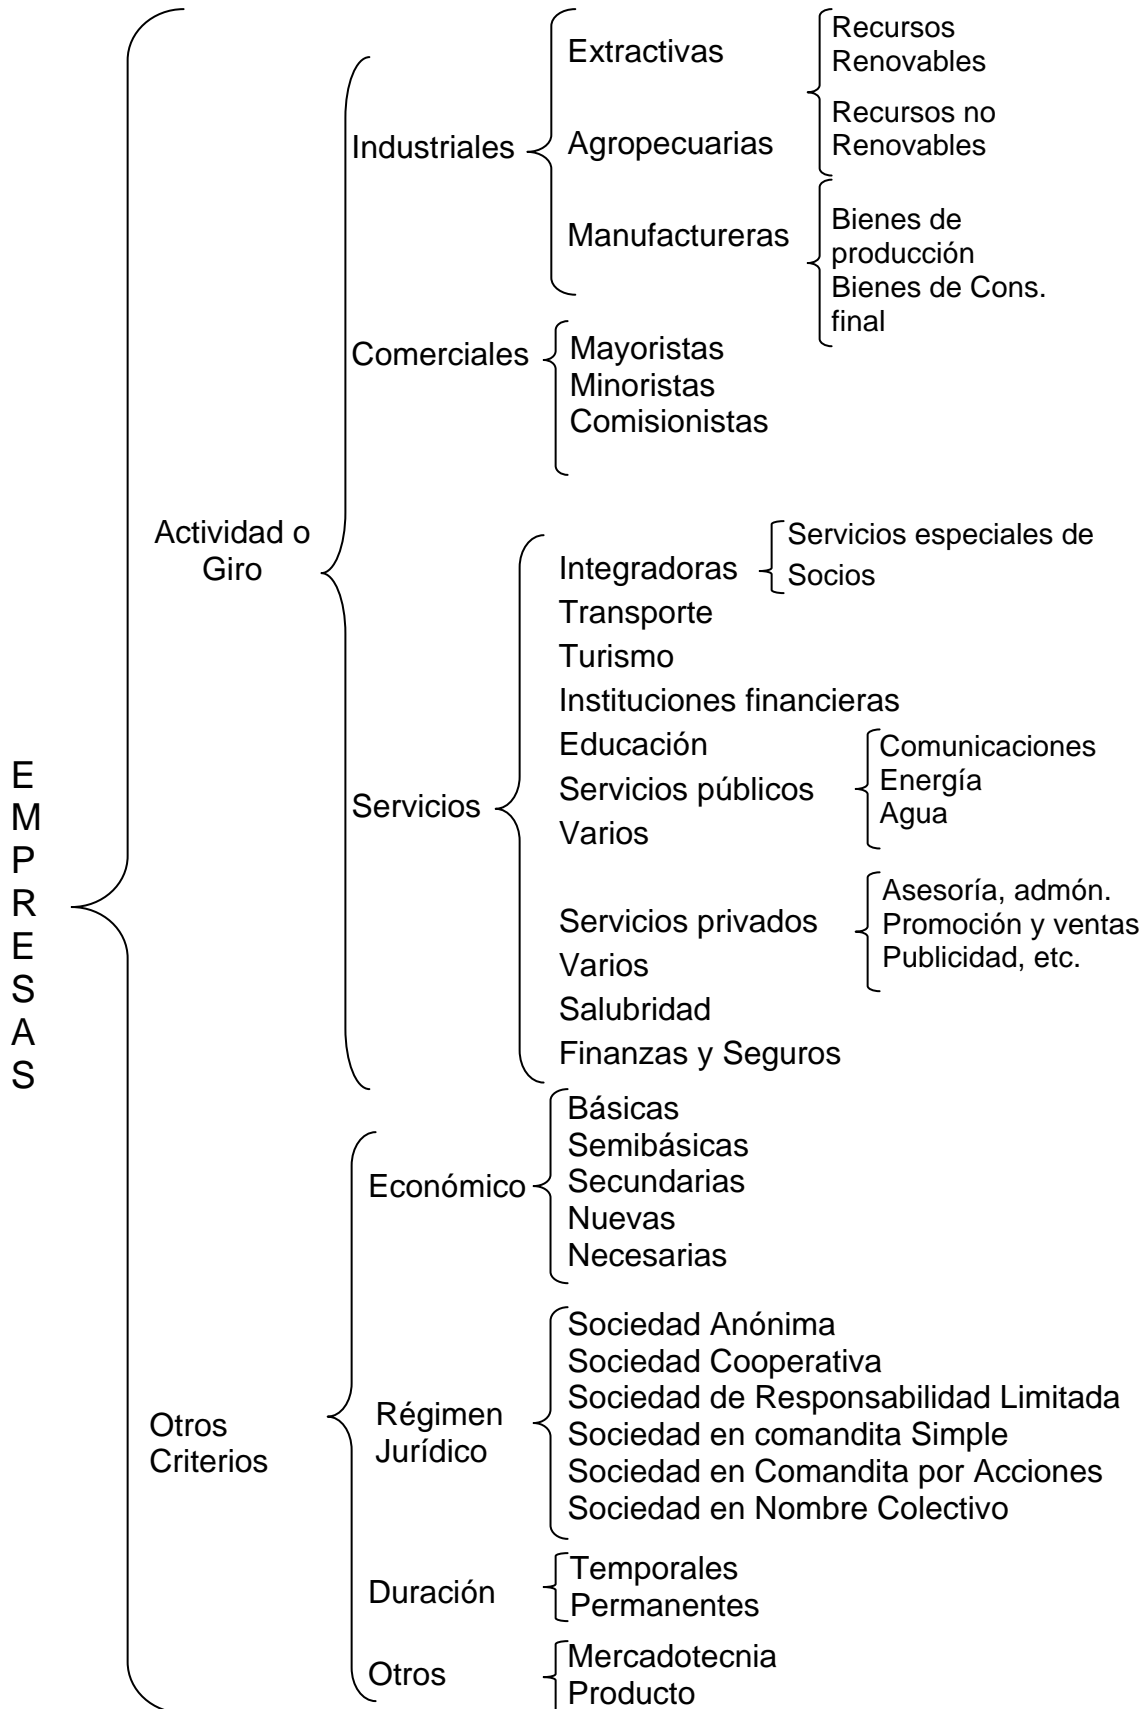 EMPRESAS
Actividad o
Giro
Industriales
Extractivas
Recursos
Renovables
Recursos no
Renovables
Agropecuarias
Manufactureras
Bienes de
producción
Bienes de Cons.
final
Comerciales
Mayoristas
Minoristas
Comisionistas
Servicios
Integradoras
Servicios especiales de
Socios
Transporte
Turismo
Instituciones financieras
Educación
Servicios públicos
Comunicaciones
Energía
Agua
Varios
Servicios privados
Asesoría, admón.
Promoción y ventas
Publicidad, etc.
Varios
Salubridad
Finanzas y Seguros
Otros
Criterios
Económico
Básicas
Semibásicas
Secundarias
Nuevas
Necesarias
Régimen
Jurídico
Sociedad Anónima
Sociedad Cooperativa
Sociedad de Responsabilidad Limitada
Sociedad en comandita Simple
Sociedad en Comandita por Acciones
Sociedad en Nombre Colectivo
Duración
Temporales
Permanentes
Otros
Mercadotecnia
Producto